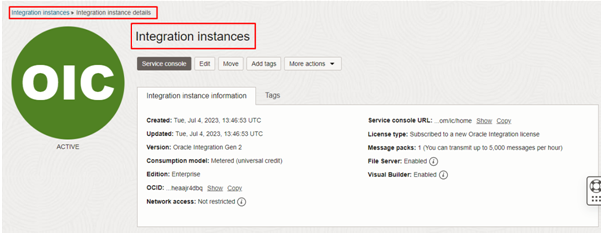 Integration instances ▸ Integration instance details
OIC
ACTIVE
Integration instances
Service console Edit Move Add tags More actions
Integration instance information Tags
Created: Tue, Jul 4, 2023, 13:46:53 UTC
Updated: Tue, Jul 4, 2023, 13:46:53 UTC
Version: Oracle Integration Gen 2
Consumption model: Metered (universal credit)
Edition: Enterprise
OCID: ...heaajr4dbq Show Copy
Network access: Not restricted
Service console URL: ...om/ic/home Show Copy
License type: Subscribed to a new Oracle Integration license
Message packs: 1 (You can transmit up to 5,000 messages per hour)
File Server: Enabled
Visual Builder: Enabled